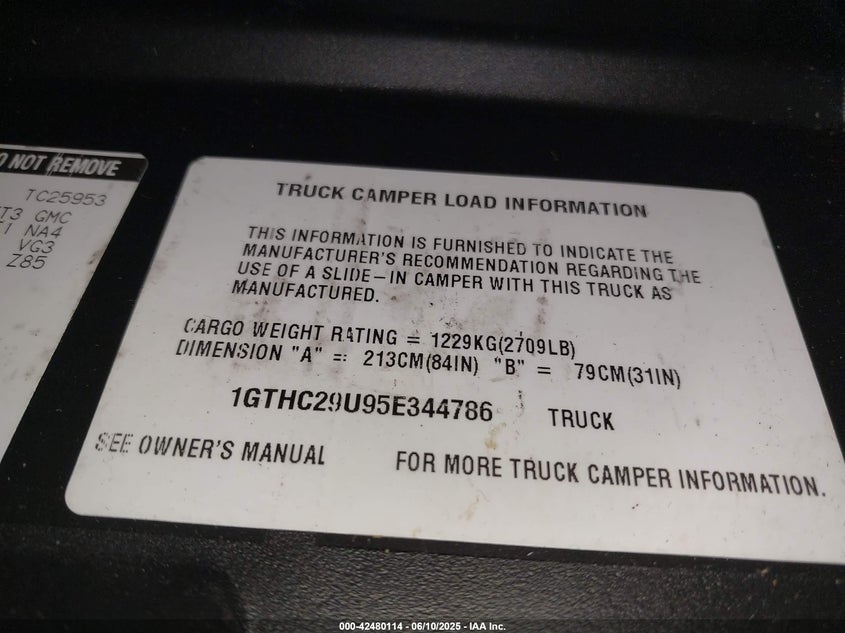 O NOT REMOVE
TC25953
T3 GMC
NA4
VG3
Z85
TRUCK CAMPER LOAD INFORMATION
THIS INFORMATION IS FURNISHED TO INDICATE THE
MANUFACTURER'S RECOMMENDATION REGARDING THE
USE OF A SLIDE-IN CAMPER WITH THIS TRUCK AS
MANUFACTURED.
CARGO WEIGHT RATING = 1229KG(2709LB)
DIMENSION "A" = 213CM(84IN) "B" = 79CM(31IN)
1GTHC29U95E344786 TRUCK
SEE OWNER'S MANUAL FOR MORE TRUCK CAMPER INFORMATION.
000-42480114 - 06/10/2025 - IAA Inc.